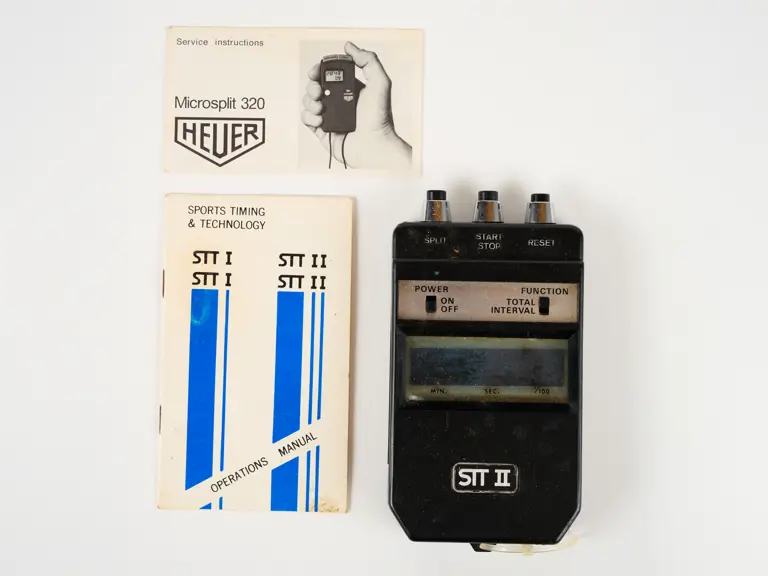 Service instructions
Microsplit 320
HEUER
SPORTS TIMING
& TECHNOLOGY
STT I
STT I
STT II
STT II
OPERATIONS MANUAL
SPLIT
START
STOP
RESET
POWER
ON
OFF
FUNCTION
TOTAL
INTERVAL
MIN.
SEC.
/100
STT II